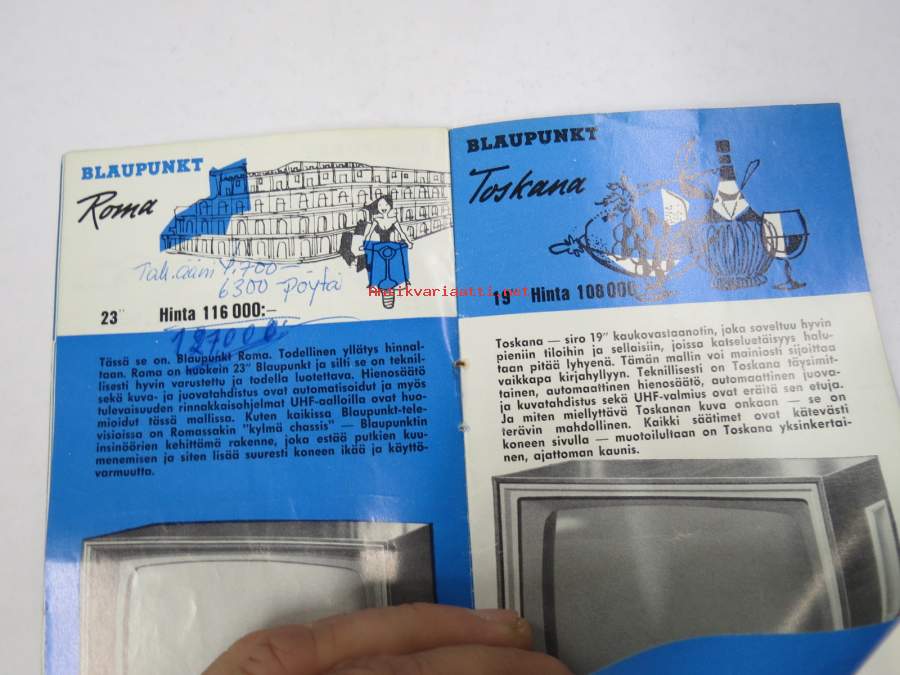 BLAUPUNKT
Roma
Tak.ääni 4.700–
6300 pöytä
23" Hinta 116 000:–
127000:
Tässä se on. Blaupunkt Roma. Todellinen yllätys hinnal-
taan. Roma on huokein 23" Blaupunkt ja silti se on teknil-
lisesti hyvin varustettu ja todella luotettava. Hienosäätö
sekä kuva- ja juovatahdistus ovat automatisoidut ja myös
tulevaisuuden rinnakkaisohjelmat UHF-aalloilla ovat huo-
mioidut tässä mallissa. Kuten kaikissa Blaupunkt-tele-
visioissa on Romassakin "kylmä chassis" — Blaupunktin
insinöörien kehittämä rakenne, joka estää putkien kuu-
menemisen ja siten lisää suuresti koneen ikää ja käyttö-
varmuutta.
BLAUPUNKT
Toskana
Antiikvariaatti.net
19 Hinta 108 000
Toskana — siro 19" kaukovastaanotin, joka soveltuu hyvin
pieniin tiloihin ja sellaisiin, joissa katseluetäisyys halu-
taan pitää lyhyenä. Tämän mallin voi mainiosti sijoittaa
vaikkapa kirjahyllyyn. Teknillisesti on Toskana täysimit-
tainen, automaattinen hienosäätö, automaattinen juova-
ja kuvatahdistus sekä UHF-valmius ovat eräitä sen etuja.
Ja miten miellyttävä Toskanan kuva onkaan — se on
terävin mahdollinen. Kaikki säätimet ovat kätevästi
koneen sivulla — muotoilultaan on Toskana yksinkertai-
nen, ajattoman kaunis.